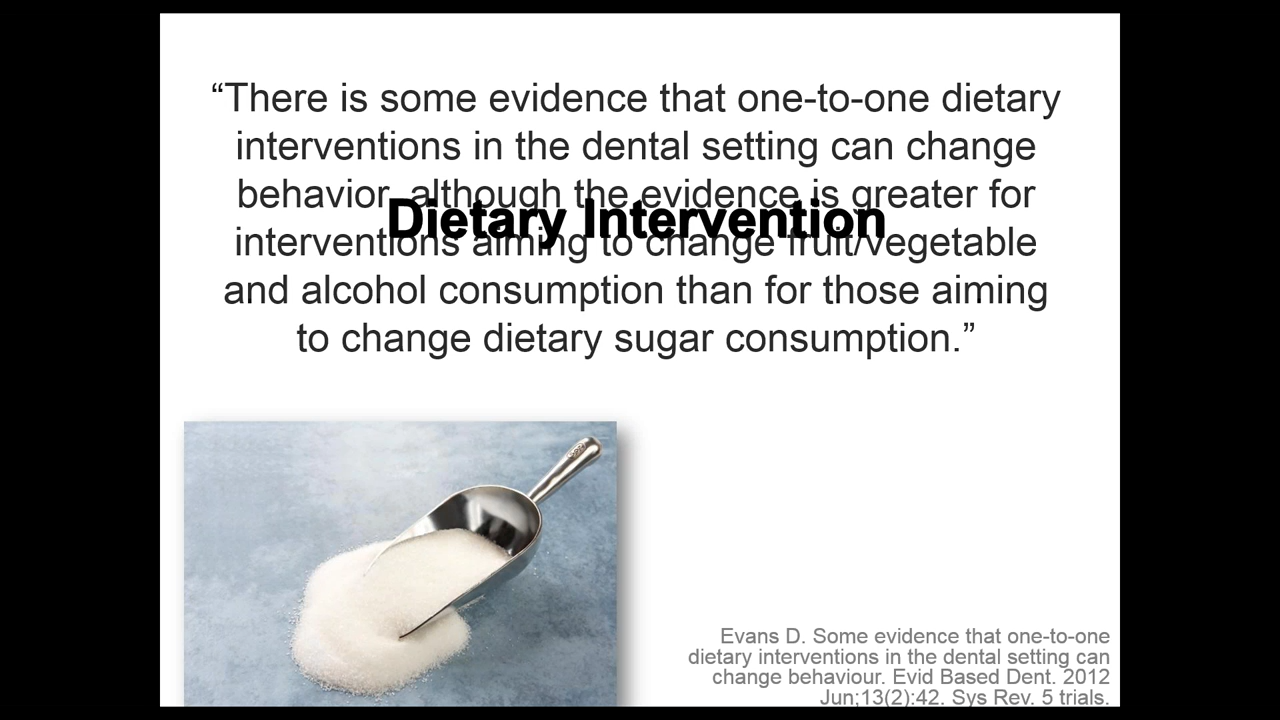 “There is some evidence that one-to-one dietary
interventions in the dental setting can change
behavior, although the evidence is greater for
Dietary Intervention
interventions aiming to change fruit/vegetable
and alcohol consumption than for those aiming
to change dietary sugar consumption.”
Evans D. Some evidence that one-to-one
dietary interventions in the dental setting can
change behaviour. Evid Based Dent. 2012
Jun;13(2):42. Sys Rev. 5 trials.